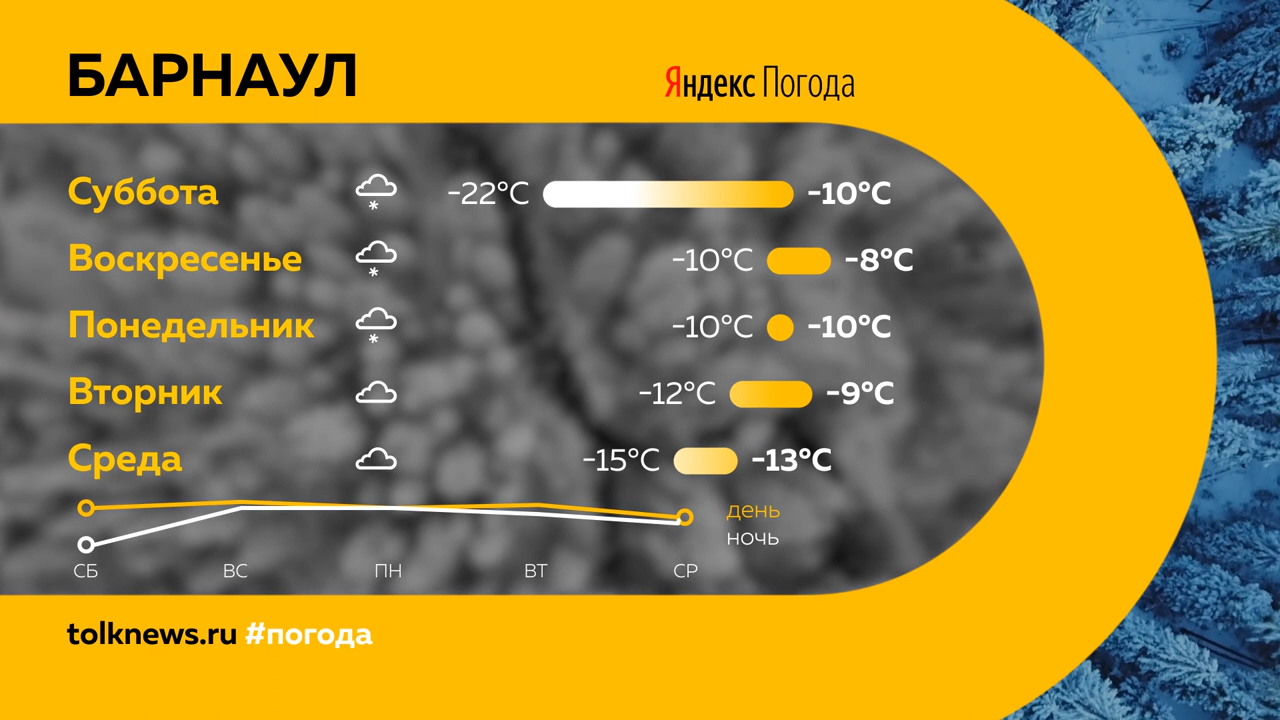 БАРНАУЛ
Яндекс Погода
Суббота -22°C -10°C
Воскресенье -10°C -8°C
Понедельник -10°C -10°C
Вторник -12°C -9°C
Среда -15°C -13°C
день
ночь
СБ ВС ПН ВТ СР
tolknews.ru #погода